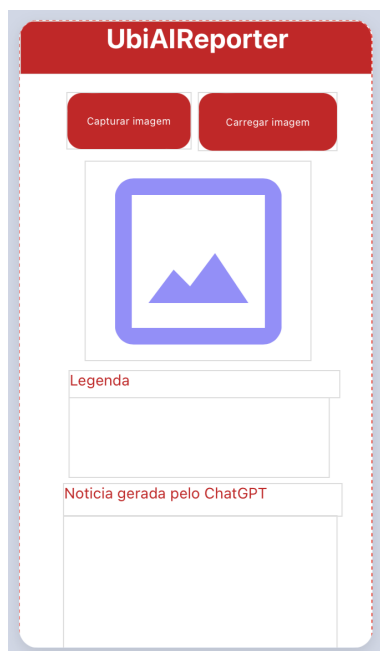 UbiAIReporter
Capturar imagem
Carregar imagem
Legenda
Noticia gerada pelo ChatGPT